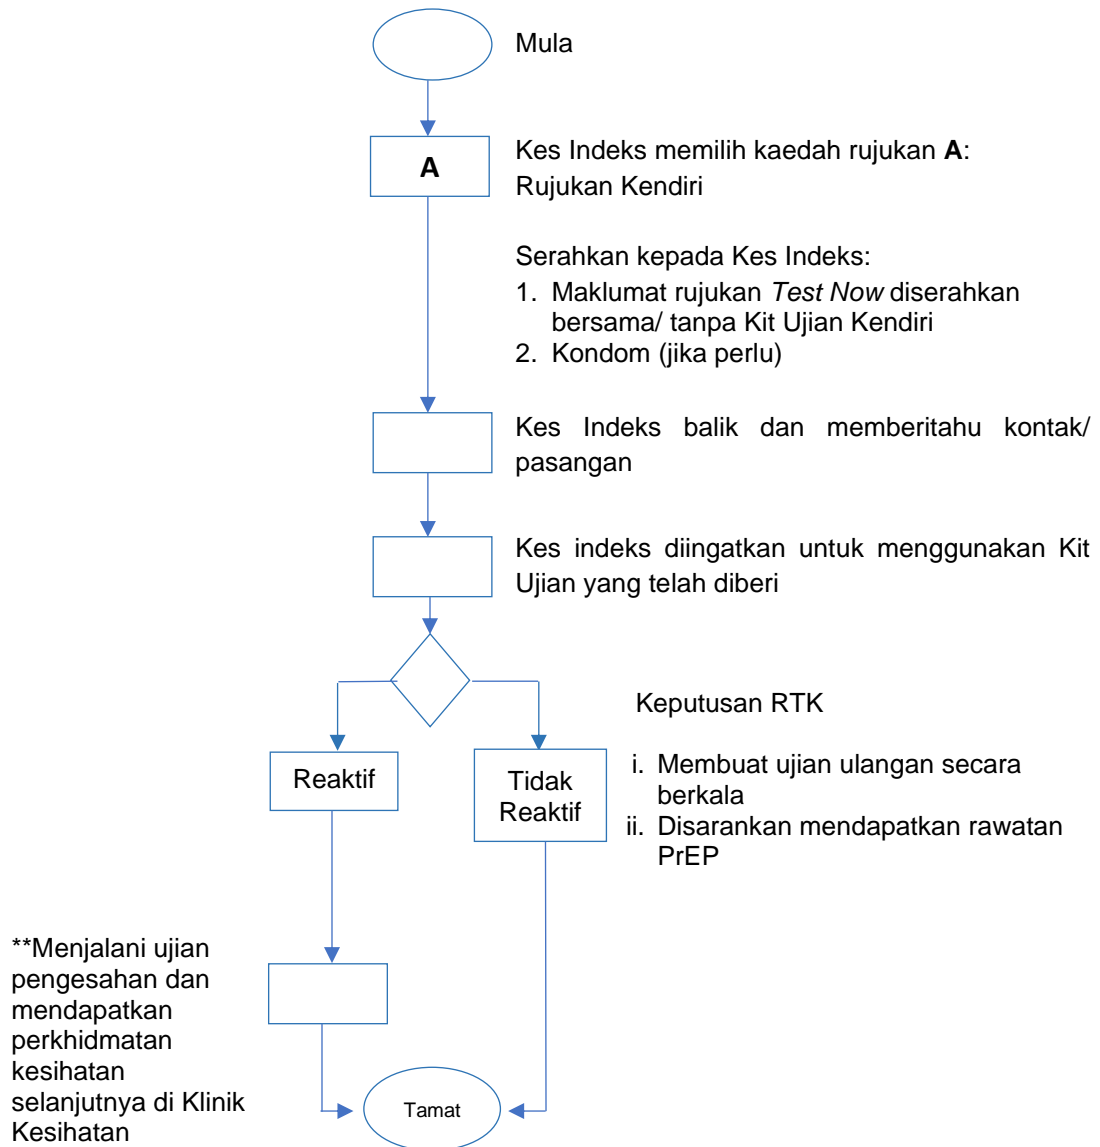 Mula
A
Kes Indeks memilih kaedah rujukan A:
Rujukan Kendiri
Serahkan kepada Kes Indeks:
1. Maklumat rujukan Test Now diserahkan
bersama/ tanpa Kit Ujian Kendiri
2. Kondom (jika perlu)
Kes Indeks balik dan memberitahu kontak/
pasangan
Kes indeks diingatkan untuk menggunakan Kit
Ujian yang telah diberi
Keputusan RTK
Reaktif
Tidak
Reaktif
i. Membuat ujian ulangan secara
berkala
ii. Disarankan mendapatkan rawatan
PrEP
**Menjalani ujian
pengesahan dan
mendapatkan
perkhidmatan
kesihatan
selanjutnya di Klinik
Kesihatan
Tamat